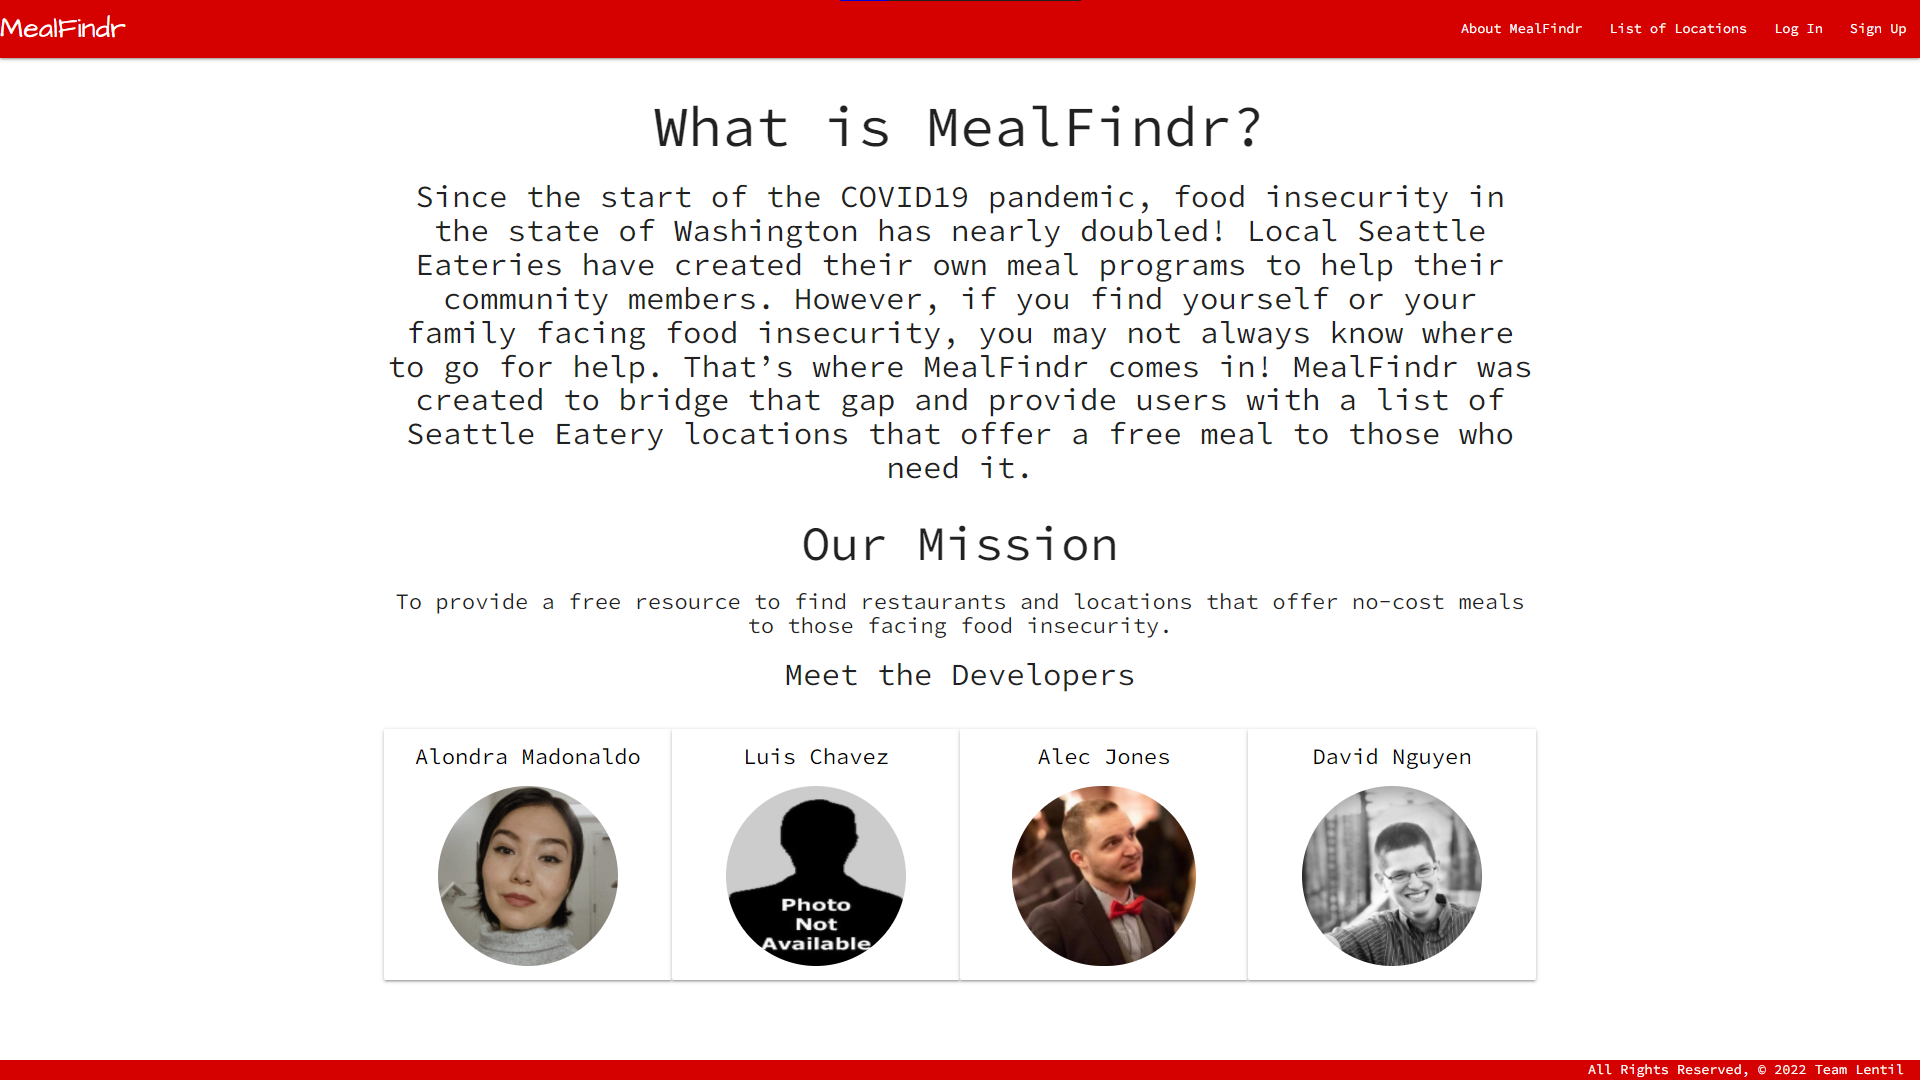 MealFindr
About MealFindr List of Locations Log In Sign Up
What is MealFindr?
Since the start of the COVID19 pandemic, food insecurity in
the state of Washington has nearly doubled! Local Seattle
Eateries have created their own meal programs to help their
community members. However, if you find yourself or your
family facing food insecurity, you may not always know where
to go for help. That’s where MealFindr comes in! MealFindr was
created to bridge that gap and provide users with a list of
Seattle Eatery locations that offer a free meal to those who
need it.
Our Mission
To provide a free resource to find restaurants and locations that offer no-cost meals
to those facing food insecurity.
Meet the Developers
Alondra Madonaldo
Luis Chavez
Alec Jones
David Nguyen
Photo
Not
Available
All Rights Reserved, © 2022 Team Lentil